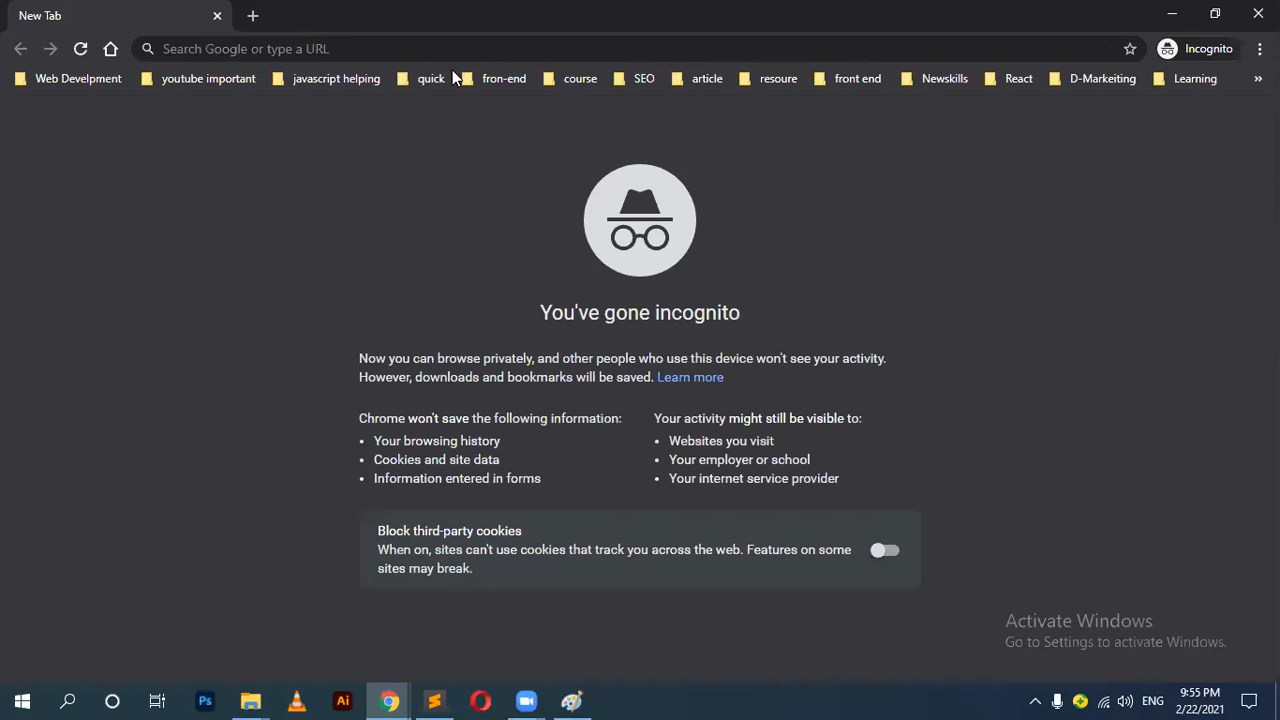 New Tab
Search Google or type a URL
Incognito
Web Develpment
youtube important
javascript helping
quick
fron-end
course
SEO
article
resoure
front end
Newskills
React
D-Markeiting
Learning
»
You've gone incognito
Now you can browse privately, and other people who use this device won't see your activity.
However, downloads and bookmarks will be saved. Learn more
Chrome won't save the following information:
• Your browsing history
• Cookies and site data
• Information entered in forms
Your activity might still be visible to:
• Websites you visit
• Your employer or school
• Your internet service provider
Block third-party cookies
When on, sites can't use cookies that track you across the web. Features on some
sites may break.
Activate Windows
Go to Settings to activate Windows.
Ps
Ai
ENG
9:55 PM
2/22/2021